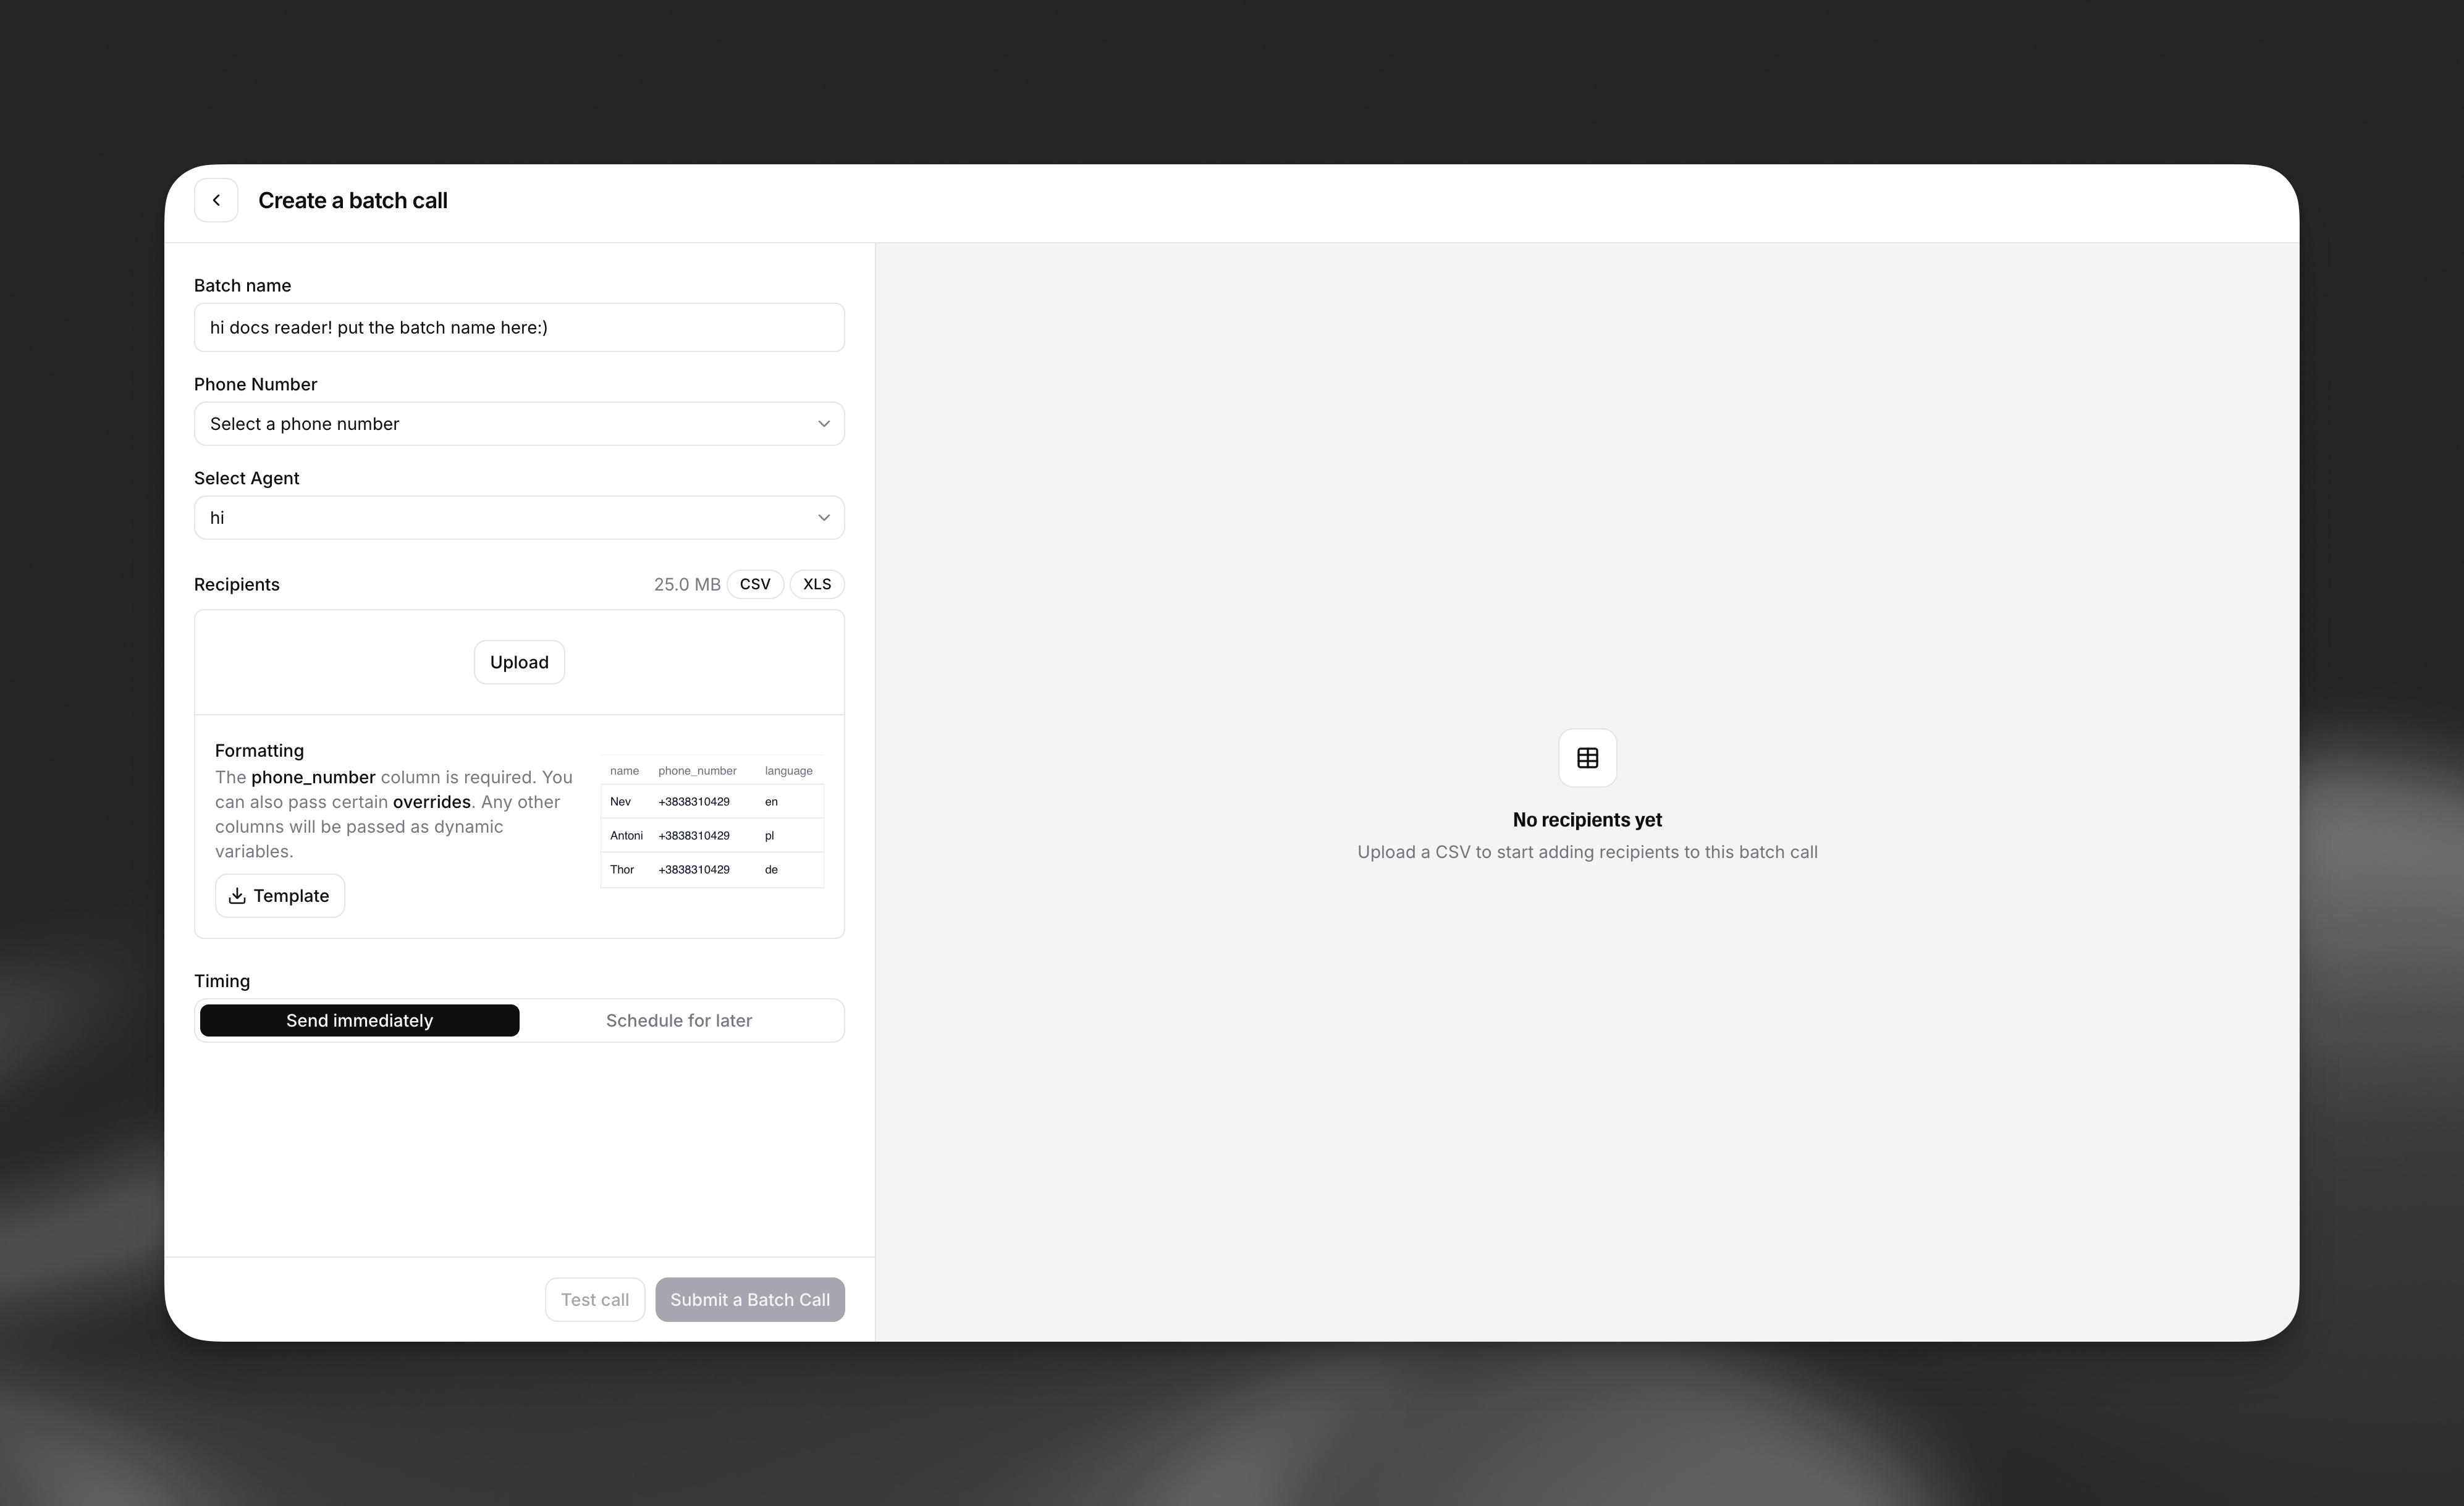 Create a batch call
Batch name
hi docs reader! put the batch name here:)
Phone Number
Select a phone number
Select Agent
hi
Recipients 25.0 MB CSV XLS
Upload
Formatting
The phone_number column is required. You
can also pass certain overrides. Any other
columns will be passed as dynamic
variables.
Template
name phone_number language
Nev +3838310429 en
Antoni +3838310429 pl
Thor +3838310429 de
Timing
Send immediately Schedule for later
Test call Submit a Batch Call
No recipients yet
Upload a CSV to start adding recipients to this batch call